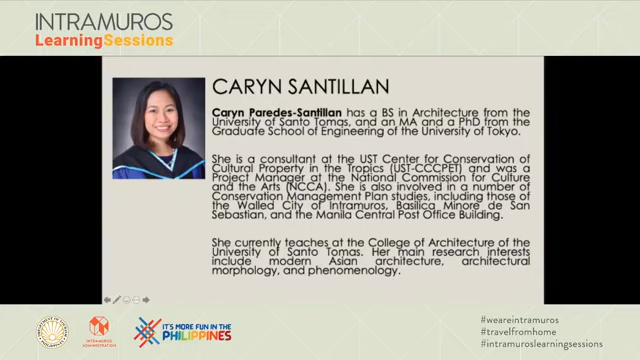 INTRAMUROS
LearningSessions
CARYN SANTILLAN
Caryn Paredes-Santillan has a BS in Architecture from the
University of Santo Tomas, and an MA and a PhD from the
Graduate School of Engineering of the University of Tokyo.
She is a consultant at the UST Center for Conservation of
Cultural Property in the Tropics (UST-CCCPET) and was a
Project Manager at the National Commission for Culture
and the Arts (NCCA). She is also involved in a number of
Conservation Management Plan studies, including those of
the Walled City of Intramuros, Basilica Minore de San
Sebastian, and the Manila Central Post Office Building.
She currently teaches at the College of Architecture of the
University of Santo Tomas. Her main research interests
include modern Asian architecture, architectural
morphology, and phenomenology.
INTRAMUROS
ADMINISTRATION
IT'S MORE FUN IN THE
PHILIPPINES
#weareintramuros
#travelfromhome
#intramuroslearningsessions